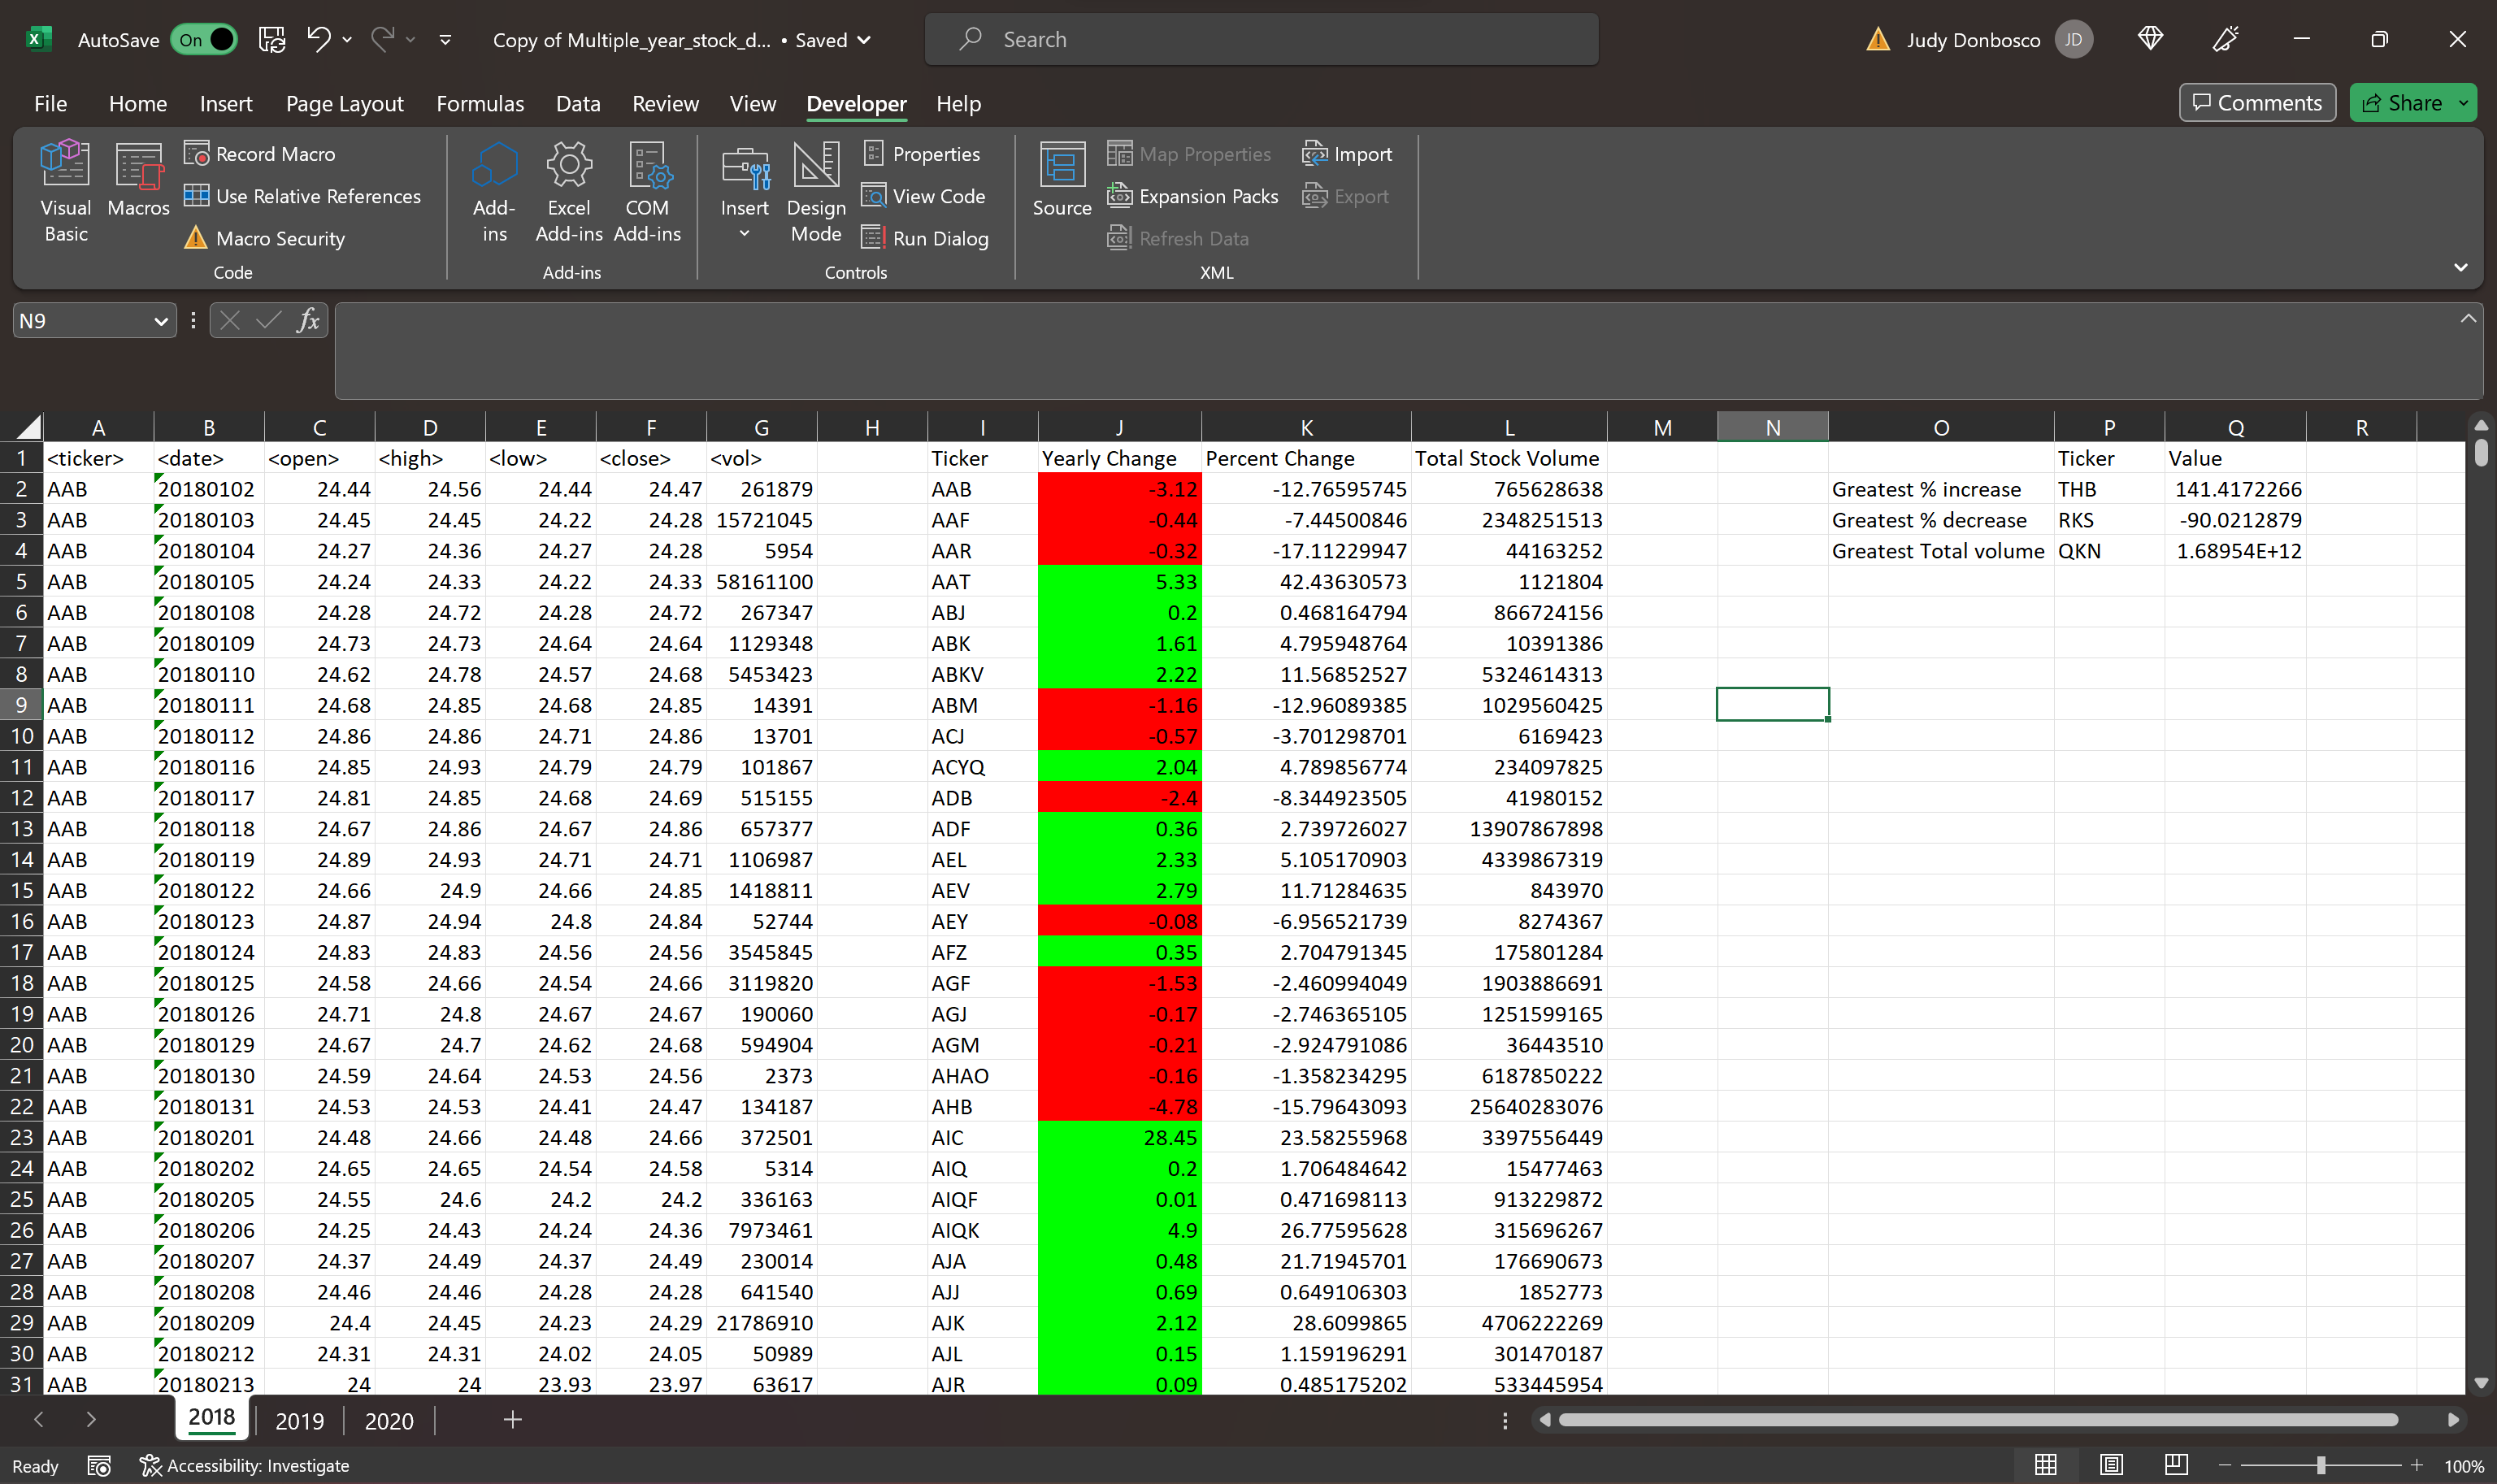 AutoSave On Copy of Multiple_year_stock_d... • Saved Search Judy Donbosco JD
File Home Insert Page Layout Formulas Data Review View Developer Help Comments Share
Visual Basic
Macros
Record Macro
Use Relative References
Macro Security
Code
Add-ins
Excel Add-ins
COM Add-ins
Add-ins
Insert
Design Mode
Properties
View Code
Run Dialog
Controls
Source
Map Properties
Expansion Packs
Refresh Data
Import
Export
XML
N9 fx
A B C D E F G H I J K L M N O P Q R
1 <ticker> <date> <open> <high> <low> <close> <vol> Ticker Yearly Change Percent Change Total Stock Volume Ticker Value
2 AAB 20180102 24.44 24.56 24.44 24.47 261879 AAB -3.12 -12.76595745 765628638 Greatest % increase THB 141.4172266
3 AAB 20180103 24.45 24.45 24.22 24.28 15721045 AAF -0.44 -7.44500846 2348251513 Greatest % decrease RKS -90.0212879
4 AAB 20180104 24.27 24.36 24.27 24.28 5954 AAR -0.32 -17.11229947 44163252 Greatest Total volume QKN 1.68954E+12
5 AAB 20180105 24.24 24.33 24.22 24.33 58161100 AAT 5.33 42.43630573 1121804
6 AAB 20180108 24.28 24.72 24.28 24.72 267347 ABJ 0.2 0.468164794 866724156
7 AAB 20180109 24.73 24.73 24.64 24.64 1129348 ABK 1.61 4.795948764 10391386
8 AAB 20180110 24.62 24.78 24.57 24.68 5453423 ABKV 2.22 11.56852527 5324614313
9 AAB 20180111 24.68 24.85 24.68 24.85 14391 ABM -1.16 -12.96089385 1029560425
10 AAB 20180112 24.86 24.86 24.71 24.86 13701 ACJ -0.57 -3.701298701 6169423
11 AAB 20180116 24.85 24.93 24.79 24.79 101867 ACYQ 2.04 4.789856774 234097825
12 AAB 20180117 24.81 24.85 24.68 24.69 515155 ADB -2.4 -8.344923505 41980152
13 AAB 20180118 24.67 24.86 24.67 24.86 657377 ADF 0.36 2.739726027 13907867898
14 AAB 20180119 24.89 24.93 24.71 24.71 1106987 AEL 2.33 5.105170903 4339867319
15 AAB 20180122 24.66 24.9 24.66 24.85 1418811 AEV 2.79 11.71284635 843970
16 AAB 20180123 24.87 24.94 24.8 24.84 52744 AEY -0.08 -6.956521739 8274367
17 AAB 20180124 24.83 24.83 24.56 24.56 3545845 AFZ 0.35 2.704791345 175801284
18 AAB 20180125 24.58 24.66 24.54 24.66 3119820 AGF -1.53 -2.460994049 1903886691
19 AAB 20180126 24.71 24.8 24.67 24.67 190060 AGJ -0.17 -2.746365105 1251599165
20 AAB 20180129 24.67 24.7 24.62 24.68 594904 AGM -0.21 -2.924791086 36443510
21 AAB 20180130 24.59 24.64 24.53 24.56 2373 AHAO -0.16 -1.358234295 6187850222
22 AAB 20180131 24.53 24.53 24.41 24.47 134187 AHB -4.78 -15.79643093 25640283076
23 AAB 20180201 24.48 24.66 24.48 24.66 372501 AIC 28.45 23.58255968 3397556449
24 AAB 20180202 24.65 24.65 24.54 24.58 5314 AIQ 0.2 1.706484642 15477463
25 AAB 20180205 24.55 24.6 24.2 24.2 336163 AIQF 0.01 0.471698113 913229872
26 AAB 20180206 24.25 24.43 24.24 24.36 7973461 AIQK 4.9 26.77595628 315696267
27 AAB 20180207 24.37 24.49 24.37 24.49 230014 AJA 0.48 21.71945701 176690673
28 AAB 20180208 24.46 24.46 24.28 24.28 641540 AJJ 0.69 0.649106303 1852773
29 AAB 20180209 24.4 24.45 24.23 24.29 21786910 AJK 2.12 28.6099865 4706222269
30 AAB 20180212 24.31 24.31 24.02 24.05 50989 AJL 0.15 1.159196291 301470187
31 AAB 20180213 24 24 23.93 23.97 63617 AJR 0.09 0.485175202 533445954
2018 2019 2020
Ready Accessibility: Investigate 100%